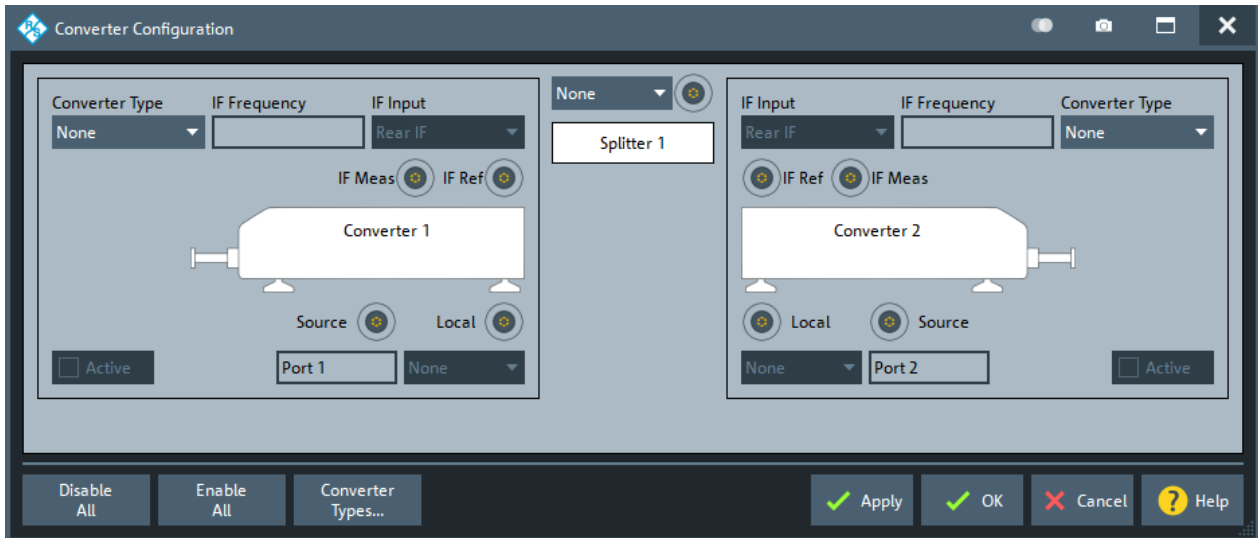 R/S Converter Configuration
Converter Type IF Frequency IF Input
None Rear IF
IF Meas IF Ref
Converter 1
Source Local
Active Port 1 None
None
Splitter 1
IF Input IF Frequency Converter Type
Rear IF None
IF Ref IF Meas
Converter 2
Local Source
None Port 2 Active
Disable
All
Enable
All
Converter
Types...
Apply OK Cancel ? Help